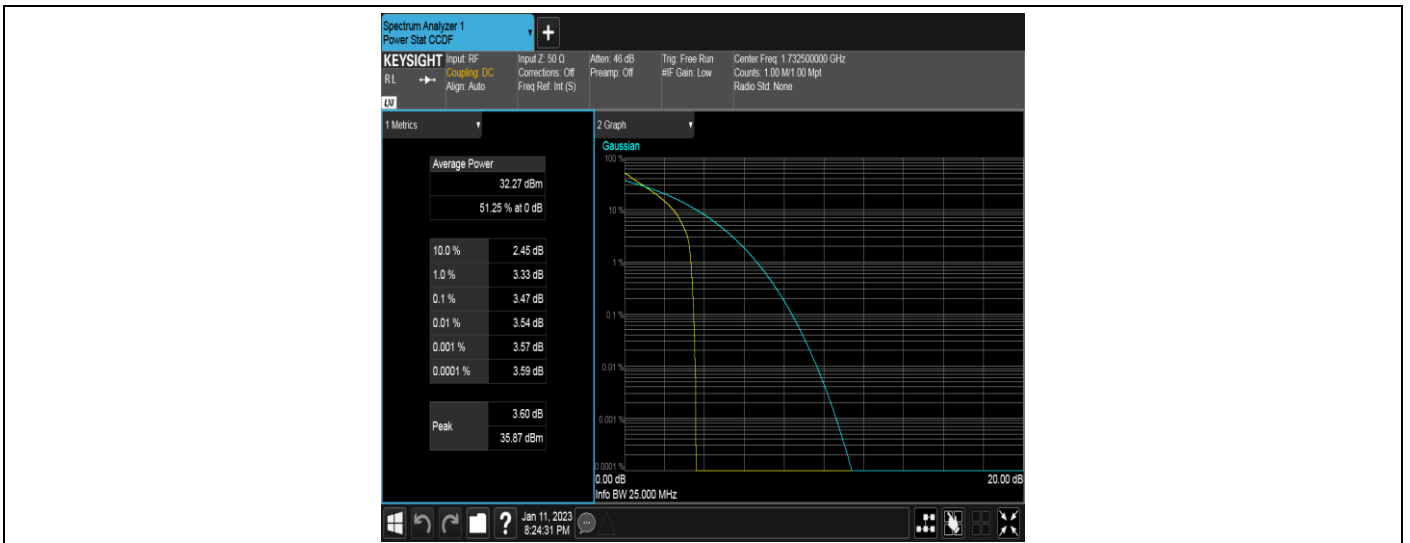 Spectrum Analyzer 1
Power Stat CCDF
+
KEYSIGHT
RL
LXI
Input: RF
Coupling: DC
Align: Auto
Input Z: 50 Ω
Corrections: Off
Freq Ref: Int (S)
Atten: 46 dB
Preamp: Off
Trig: Free Run
#IF Gain: Low
Center Freq: 1.732500000 GHz
Counts: 1.00 M/1.00 Mpt
Radio Std: None
1 Metrics
Average Power
32.27 dBm
51.25 % at 0 dB
10.0 % 2.45 dB
1.0 % 3.33 dB
0.1 % 3.47 dB
0.01 % 3.54 dB
0.001 % 3.57 dB
0.0001 % 3.59 dB
Peak
3.60 dB
35.87 dBm
2 Graph
Gaussian
100 %
10 %
1 %
0.1 %
0.01 %
0.001 %
0.0001 %
0.00 dB 20.00 dB
Info BW 25.000 MHz
?
Jan 11, 2023
8:24:31 PM